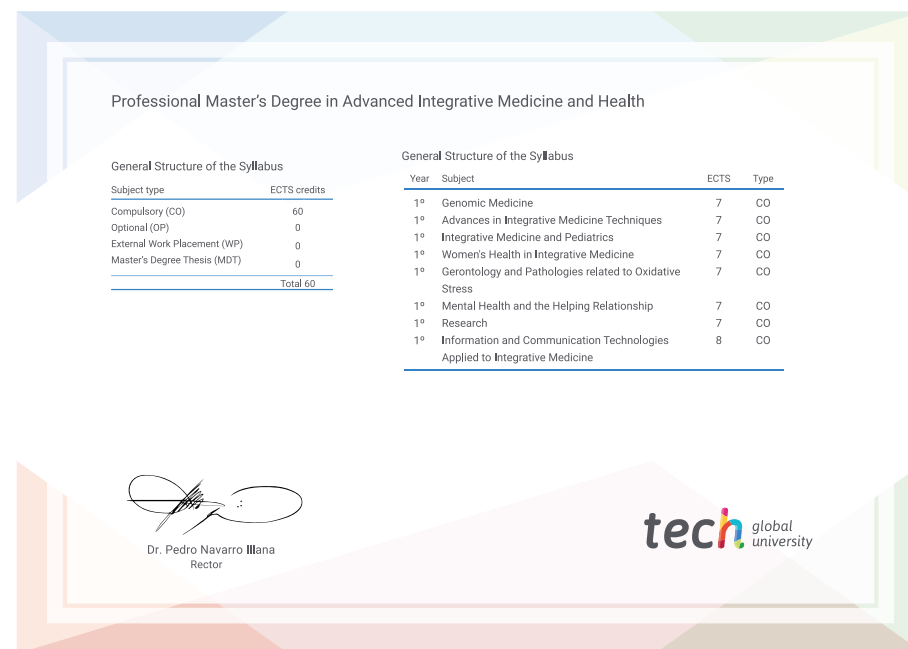 Professional Master's Degree in Advanced Integrative Medicine and Health
General Structure of the Syllabus
Subject type ECTS credits
Compulsory (CO) 60
Optional (OP) 0
External Work Placement (WP) 0
Master's Degree Thesis (MDT) 0
Total 60
General Structure of the Syllabus
Year Subject ECTS Type
1º Genomic Medicine 7 CO
1º Advances in Integrative Medicine Techniques 7 CO
1º Integrative Medicine and Pediatrics 7 CO
1º Women's Health in Integrative Medicine 7 CO
1º Gerontology and Pathologies related to Oxidative 7 CO
Stress
1º Mental Health and the Helping Relationship 7 CO
1º Research 7 CO
1º Information and Communication Technologies 8 CO
Applied to Integrative Medicine
Dr. Pedro Navarro Illana
Rector
tech global
university